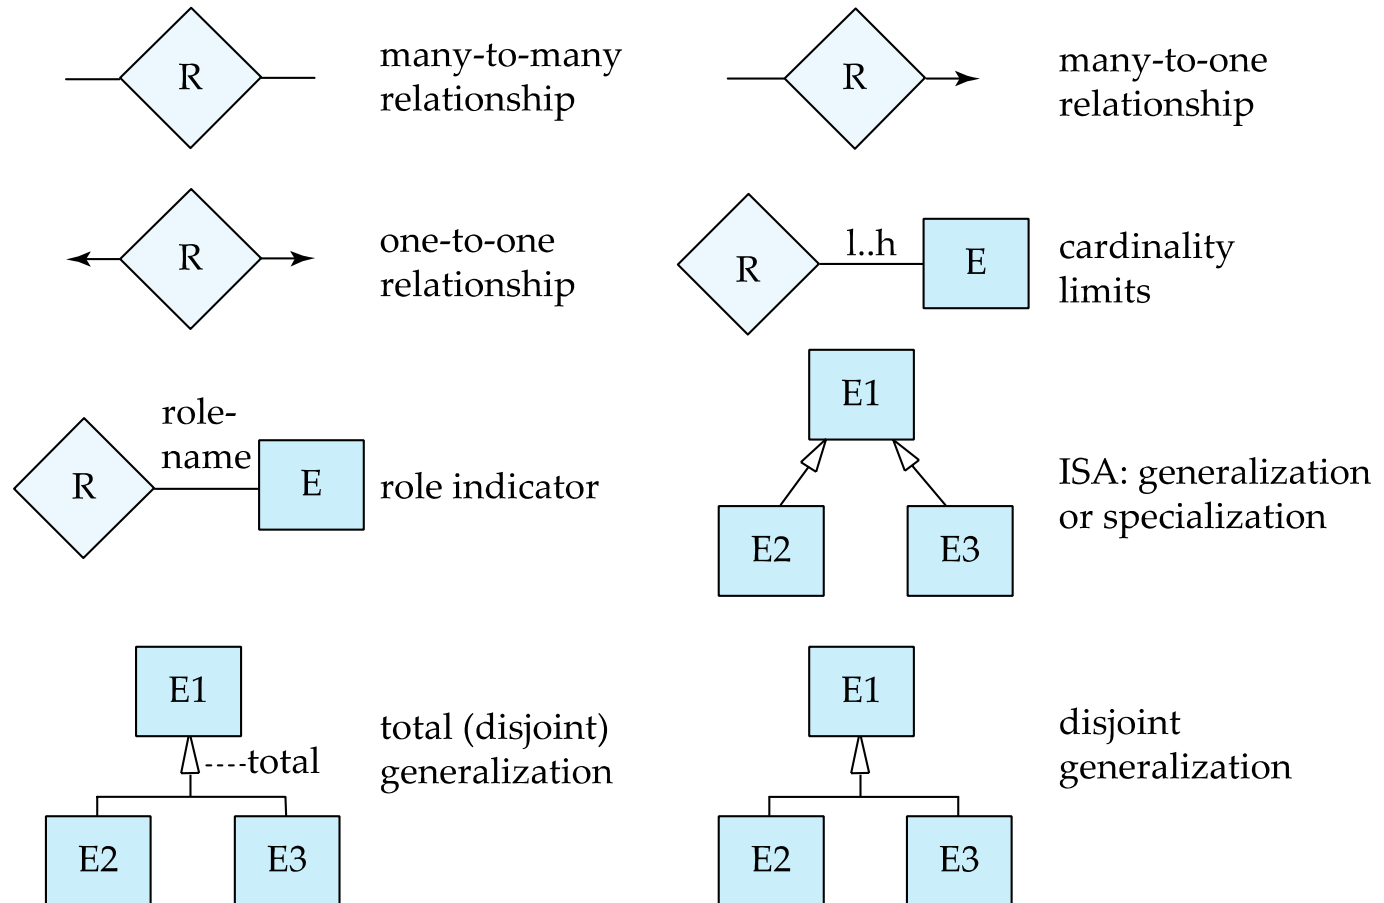 R
many-to-many
relationship
R
many-to-one
relationship
R
one-to-one
relationship
R
l..h
E
cardinality
limits
R
role-
name
E
role indicator
E1
E2
E3
ISA: generalization
or specialization
E1
----total
E2
E3
total (disjoint)
generalization
E1
E2
E3
disjoint
generalization